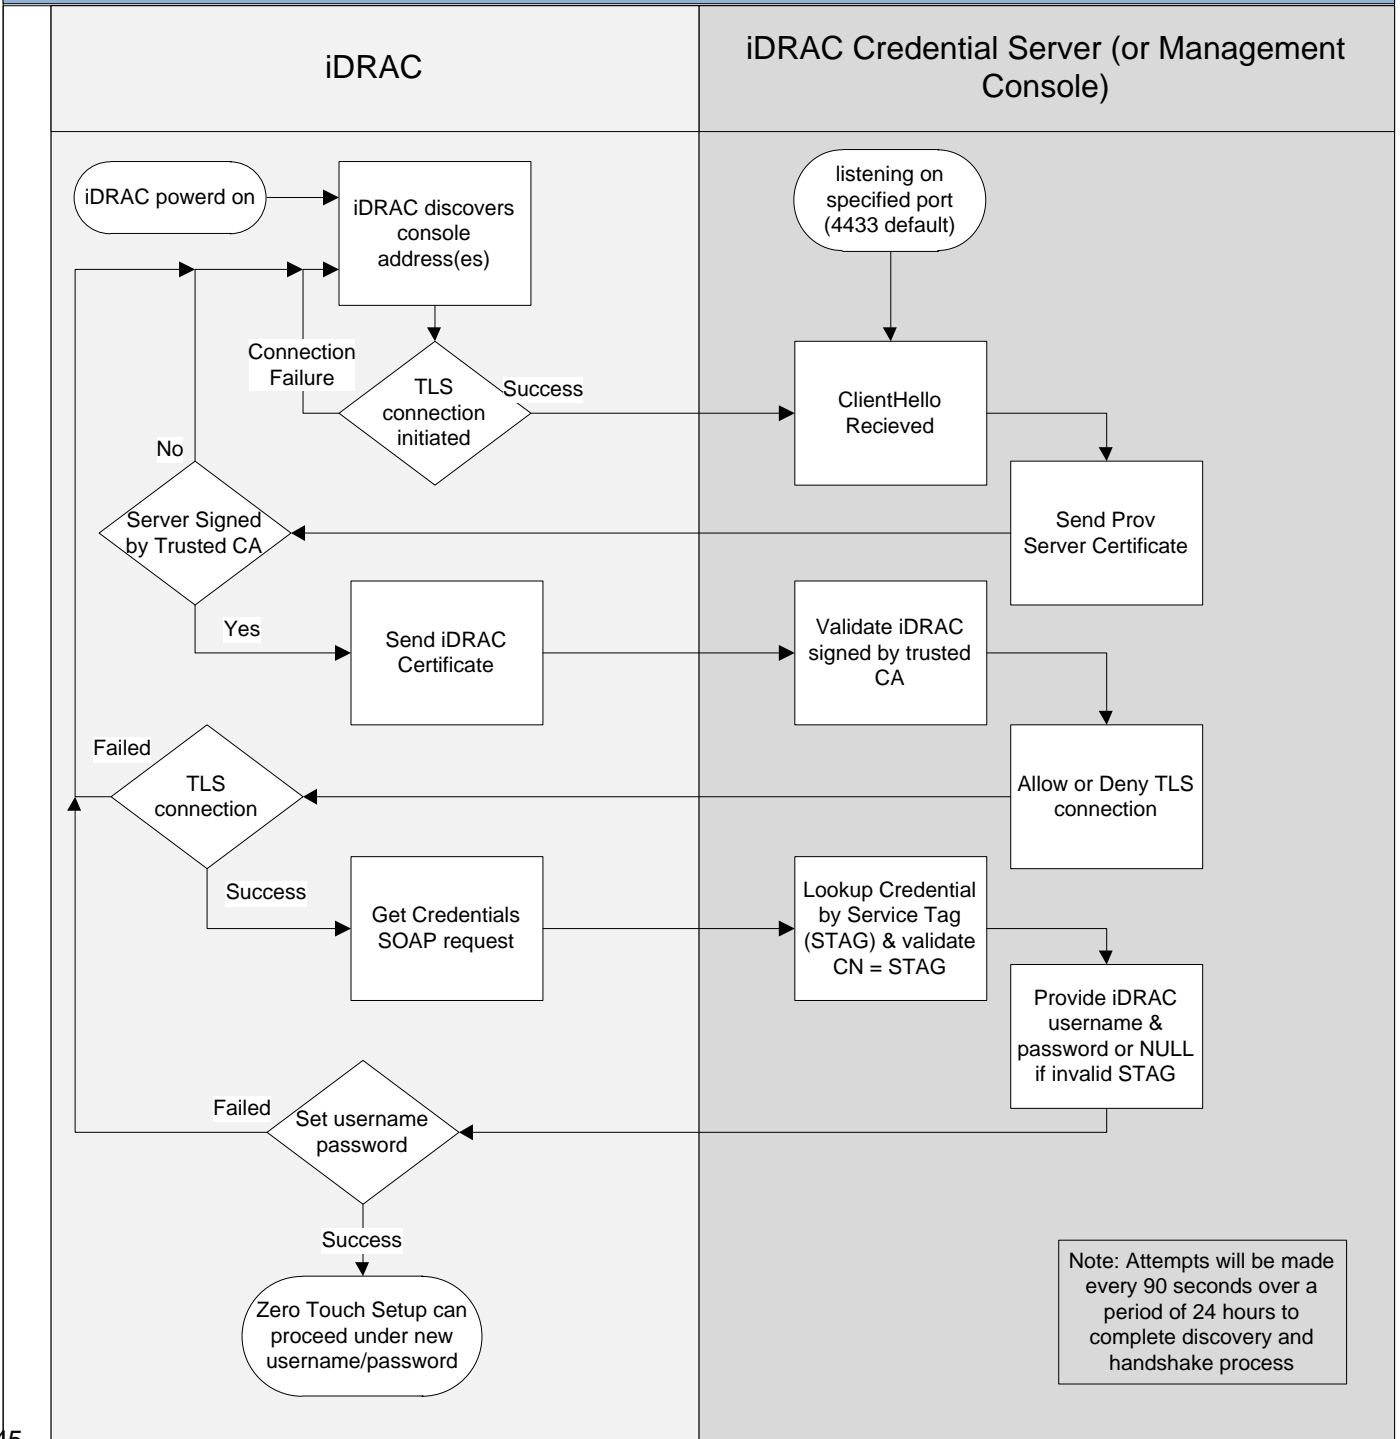 iDRAC
iDRAC Credential Server (or Management
Console)
iDRAC powerd on
iDRAC discovers
console
address(es)
listening on
specified port
(4433 default)
Connection
Failure
TLS
connection
initiated
Success
ClientHello
Recieved
No
Server Signed
by Trusted CA
Send Prov
Server Certificate
Yes
Send iDRAC
Certificate
Validate iDRAC
signed by trusted
CA
Failed
TLS
connection
Allow or Deny TLS
connection
Success
Get Credentials
SOAP request
Lookup Credential
by Service Tag
(STAG) & validate
CN = STAG
Provide iDRAC
username &
password or NULL
if invalid STAG
Failed
Set username
password
Success
Zero Touch Setup can
proceed under new
username/password
Note: Attempts will be made
every 90 seconds over a
period of 24 hours to
complete discovery and
handshake process